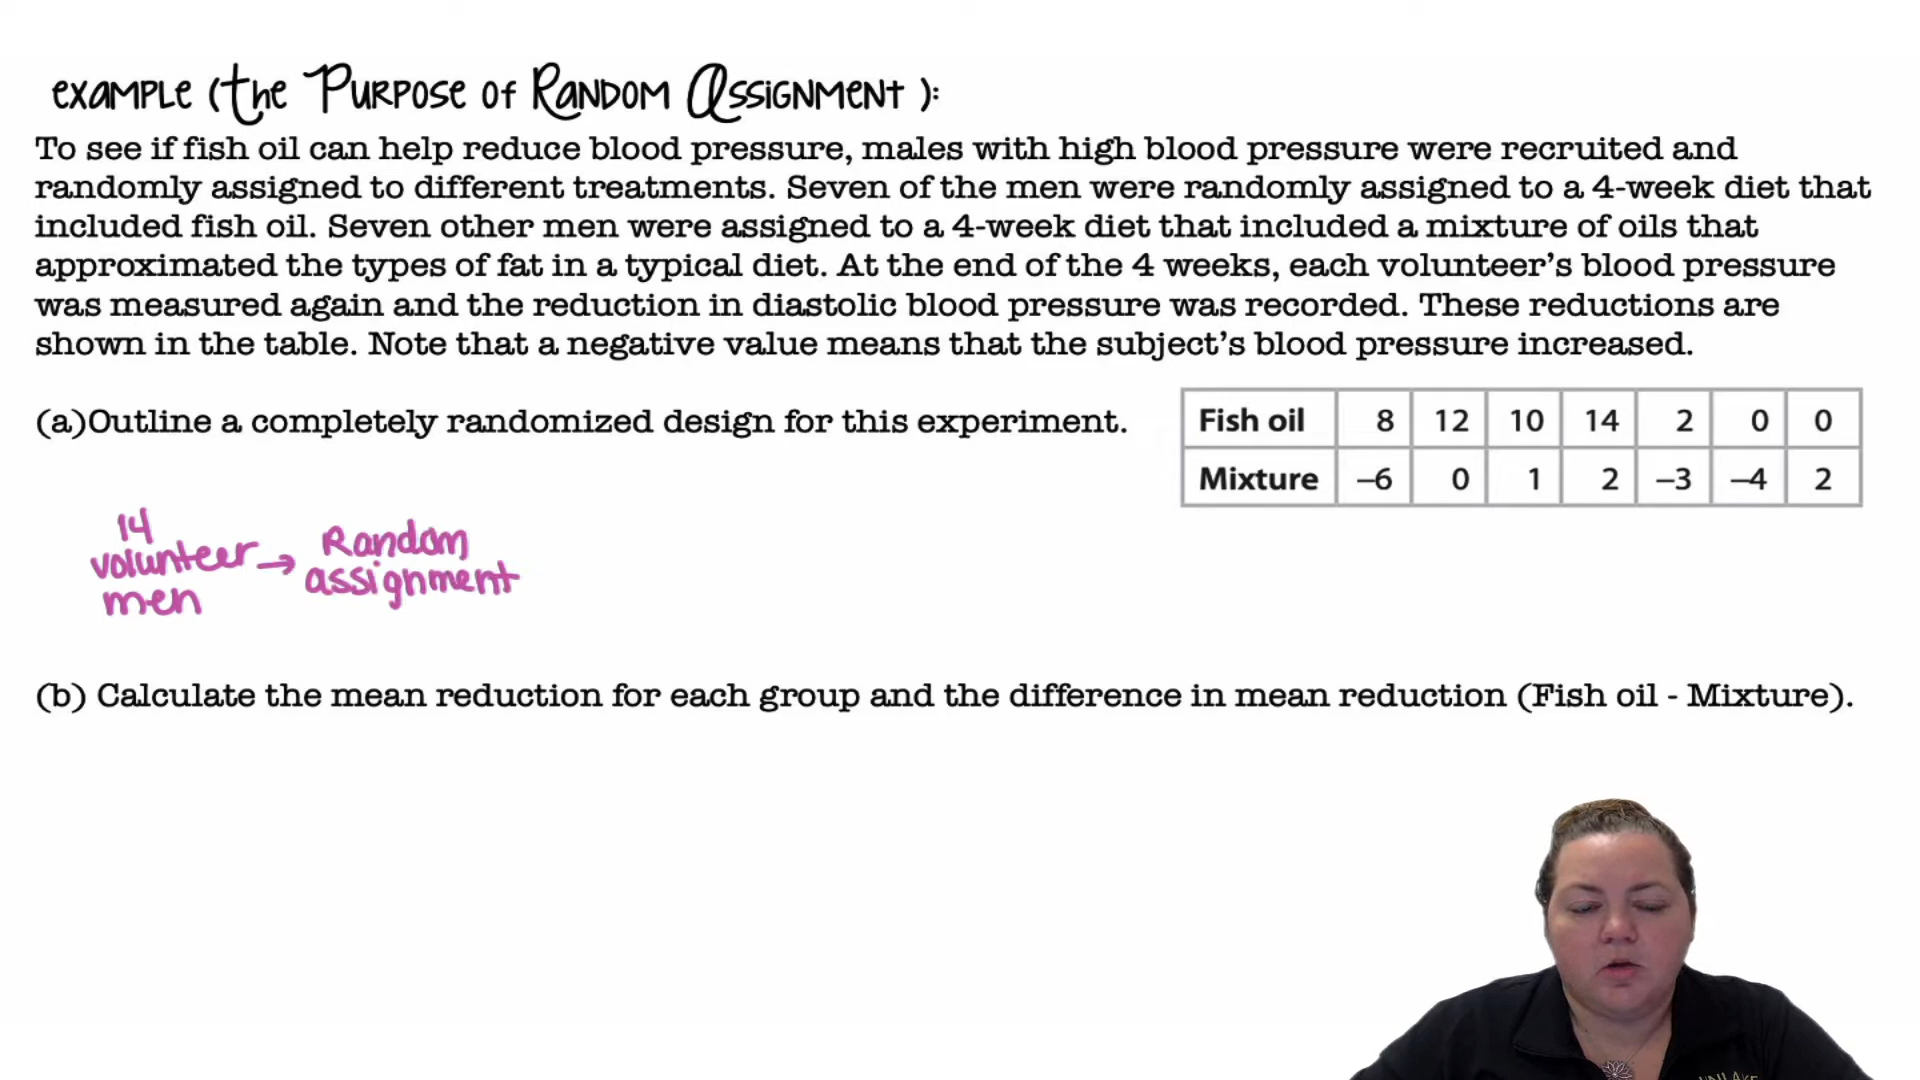 example (the Purpose of Random Assignment ):
To see if fish oil can help reduce blood pressure, males with high blood pressure were recruited and
randomly assigned to different treatments. Seven of the men were randomly assigned to a 4-week diet that
included fish oil. Seven other men were assigned to a 4-week diet that included a mixture of oils that
approximated the types of fat in a typical diet. At the end of the 4 weeks, each volunteer’s blood pressure
was measured again and the reduction in diastolic blood pressure was recorded. These reductions are
shown in the table. Note that a negative value means that the subject’s blood pressure increased.
(a)Outline a completely randomized design for this experiment.
Fish oil 8 12 10 14 2 0 0
Mixture –6 0 1 2 –3 –4 2
14
volunteer → Random
men assignment
(b) Calculate the mean reduction for each group and the difference in mean reduction (Fish oil - Mixture).